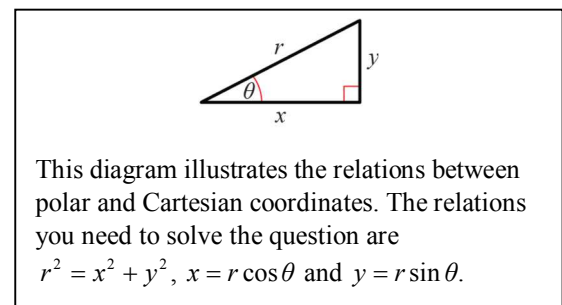 r
y
θ
x
This diagram illustrates the relations between
polar and Cartesian coordinates. The relations
you need to solve the question are
r² = x² + y², x = r cos θ and y = r sin θ.